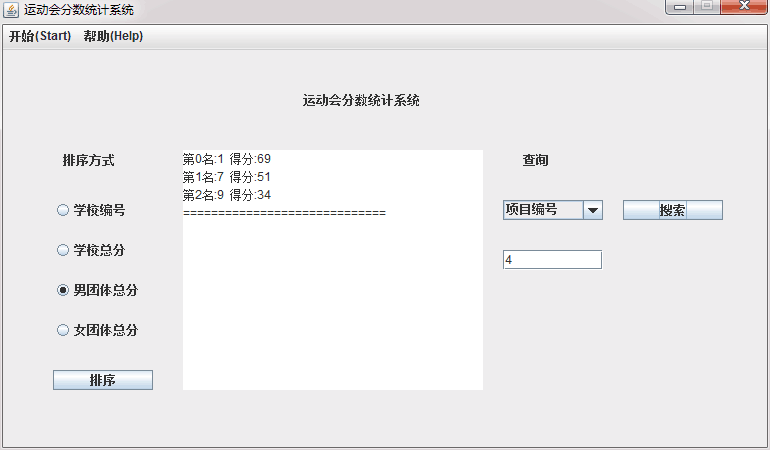 运动会分数统计系统
开始(Start) 帮助(Help)
运动会分数统计系统
排序方式
学校编号
学校总分
男团体总分
女团体总分
排序
第0名:1 得分:69
第1名:7 得分:51
第2名:9 得分:34
=============================
查询
项目编号
搜索
4